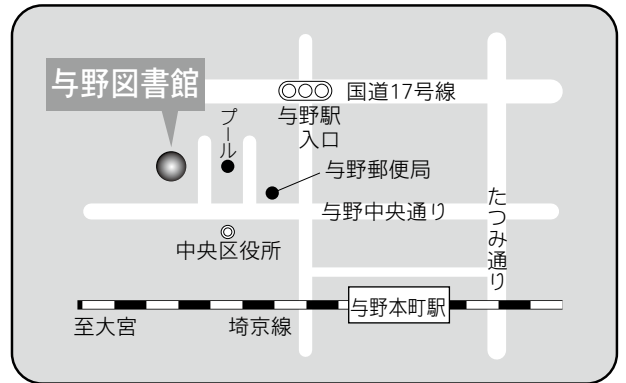 与野図書館
国道17号線
与野駅
入口
プール
与野郵便局
与野中央通り
たつみ通り
中央区役所
与野本町駅
至大宮
埼京線